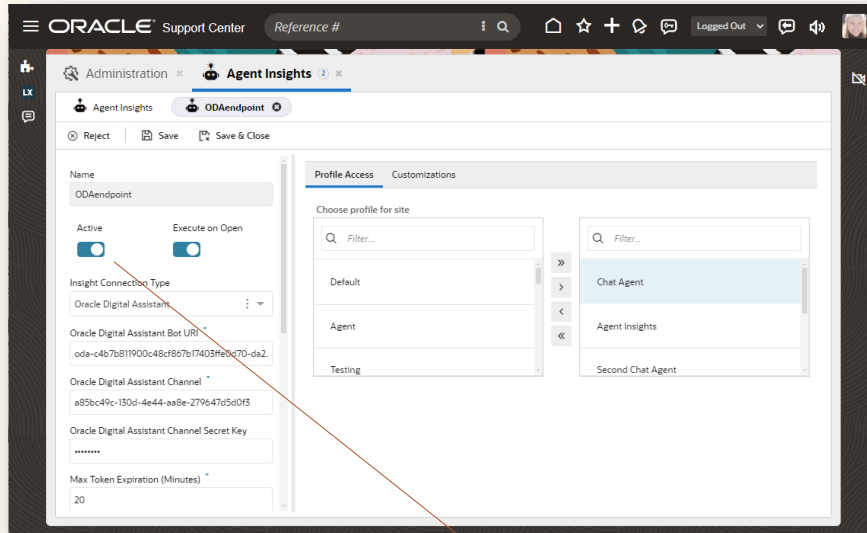 ORACLE Support Center Reference # Logged Out
Administration Agent Insights 2
LX
Agent Insights ODAendpoint
Reject Save Save & Close
Name
ODAendpoint
Active Execute on Open
Insight Connection Type
Oracle Digital Assistant
Oracle Digital Assistant Bot URI
oda-c4b7b811900c48cf867b17403ffe0d70-da2.
Oracle Digital Assistant Channel
a85bc49c-130d-4e44-aa8e-279647d5d0f3
Oracle Digital Assistant Channel Secret Key
Max Token Expiration (Minutes)
20
Profile Access Customizations
Choose profile for site
Filter...
Default
Agent
Testing
Filter...
Chat Agent
Agent Insights
Second Chat Agent